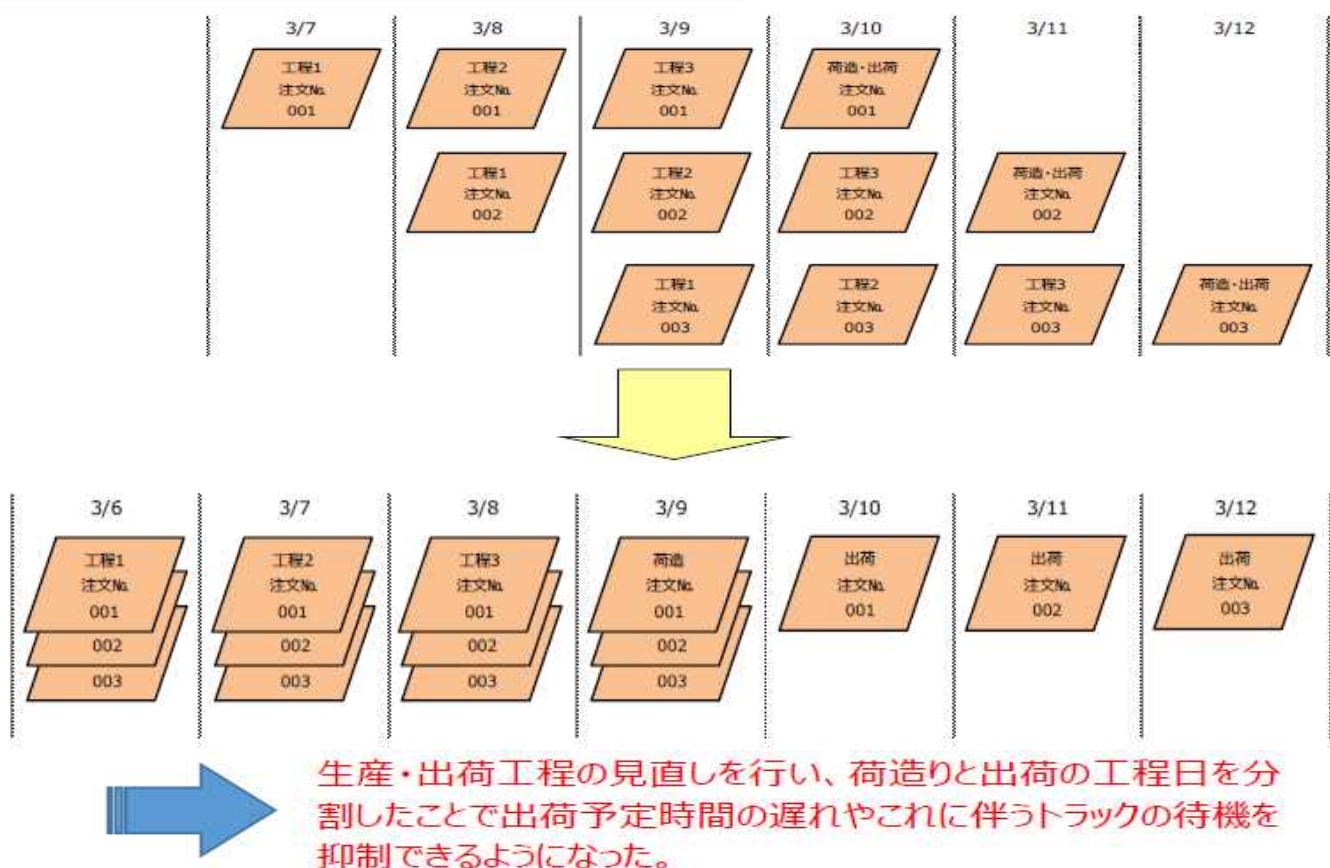 3/7 3/8 3/9 3/10 3/11 3/12
工程1 工程2 工程3 荷造・出荷
注文No. 注文No. 注文No. 注文No.
001 001 001 001
工程1 工程2 工程3 荷造・出荷
注文No. 注文No. 注文No. 注文No.
002 002 002 002
工程1 工程2 工程3 荷造・出荷
注文No. 注文No. 注文No. 注文No.
003 003 003 003
3/6 3/7 3/8 3/9 3/10 3/11 3/12
工程1 工程2 工程3 荷造 出荷 出荷 出荷
注文No. 注文No. 注文No. 注文No. 注文No. 注文No. 注文No.
001 001 001 001 001 002 003
002 002 002 002
003 003 003 003
生産・出荷工程の見直しを行い、荷造りと出荷の工程日を分
割したことで出荷予定時間の遅れやこれに伴うトラックの待機を
抑制できるようになった。